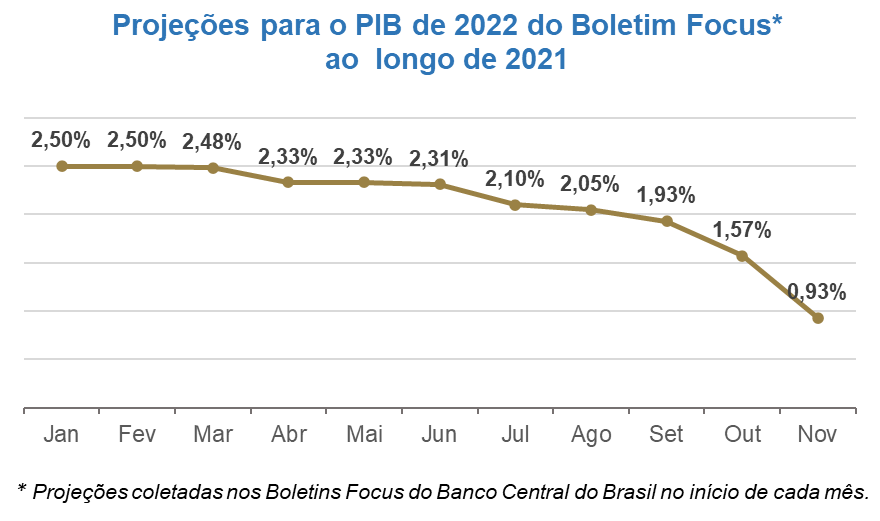 Projeções para o PIB de 2022 do Boletim Focus*
ao longo de 2021
2,50% 2,50% 2,48% 2,33% 2,33% 2,31% 2,10% 2,05% 1,93% 1,57% 0,93%
Jan Fev Mar Abr Mai Jun Jul Ago Set Out Nov
* Projeções coletadas nos Boletins Focus do Banco Central do Brasil no início de cada mês.